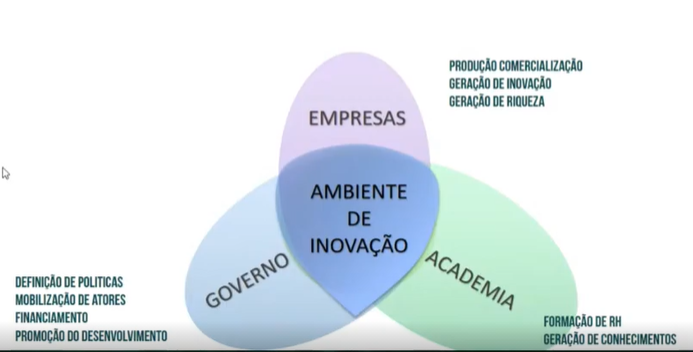 PRODUÇÃO COMERCIALIZAÇÃO
GERAÇÃO DE INOVAÇÃO
GERAÇÃO DE RIQUEZA
EMPRESAS
AMBIENTE
DE
INOVAÇÃO
GOVERNO
ACADEMIA
DEFINIÇÃO DE POLITICAS
MOBILIZAÇÃO DE ATORES
FINANCIAMENTO
PROMOÇÃO DO DESENVOLVIMENTO
FORMAÇÃO DE RH
GERAÇÃO DE CONHECIMENTOS